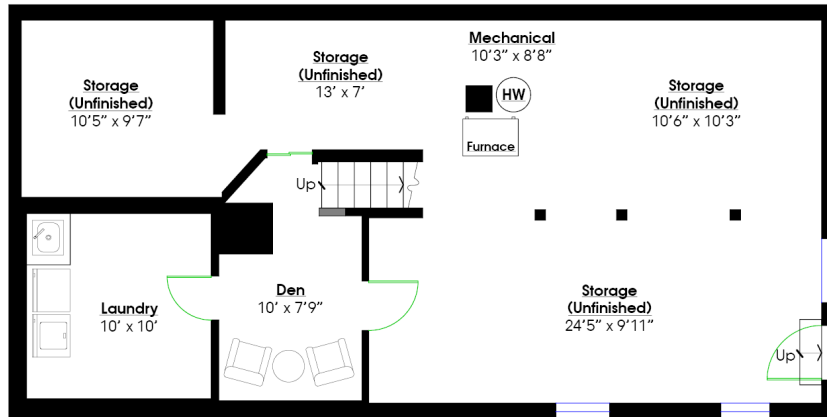 Mechanical
10'3" x 8'8"
Storage
(Unfinished)
13' x 7'
Storage
(Unfinished)
10'5" x 9'7"
Storage
(Unfinished)
10'6" x 10'3"
HW
Furnace
Up
Laundry
10' x 10'
Den
10' x 7'9"
Storage
(Unfinished)
24'5" x 9'11"
Up